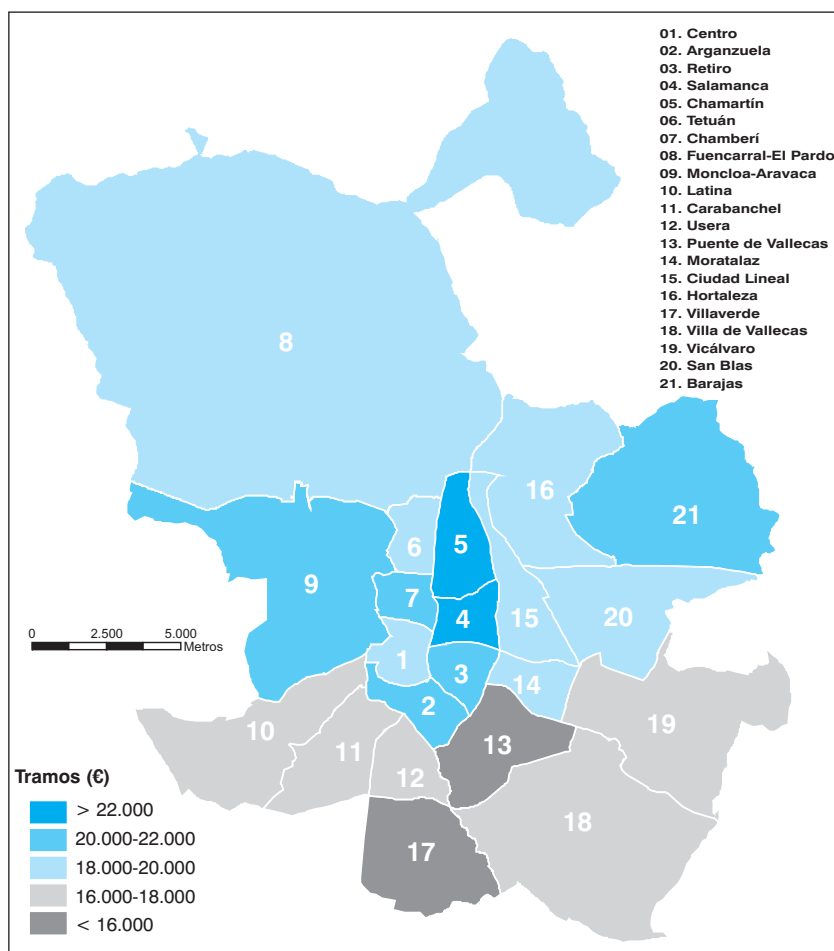 01. Centro
02. Arganzuela
03. Retiro
04. Salamanca
05. Chamartín
06. Tetuán
07. Chamberí
08. Fuencarral-El Pardo
09. Moncloa-Aravaca
10. Latina
11. Carabanchel
12. Usera
13. Puente de Vallecas
14. Moratalaz
15. Ciudad Lineal
16. Hortaleza
17. Villaverde
18. Villa de Vallecas
19. Vicálvaro
20. San Blas
21. Barajas
8
16
21
5
6
9
7
4
15
20
0 2.500 5.000
Metros
1
3
14
2
19
10
11
13
12
18
17
Tramos (€)
> 22.000
20.000-22.000
18.000-20.000
16.000-18.000
< 16.000